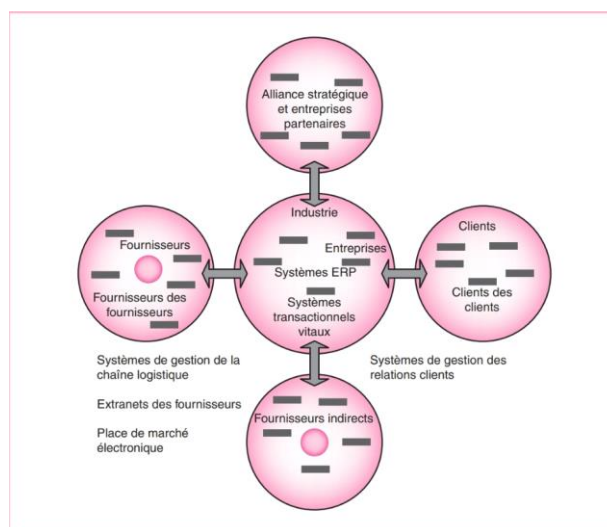 Alliance stratégique
et entreprises
partenaires
Industrie
Entreprises
Systèmes ERP
Systèmes
transactionnels
vitaux
Fournisseurs
Fournisseurs des
fournisseurs
Clients
Clients des
clients
Systèmes de gestion de la
chaîne logistique
Extranets des fournisseurs
Place de marché
électronique
Systèmes de gestion des
relations clients
Fournisseurs indirects